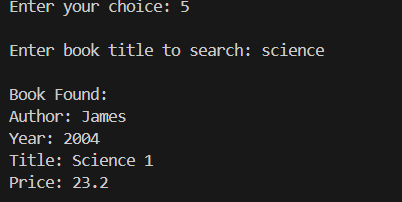 Enter your choice: 5
Enter book title to search: science
Book Found:
Author: James
Year: 2004
Title: Science 1
Price: 23.2